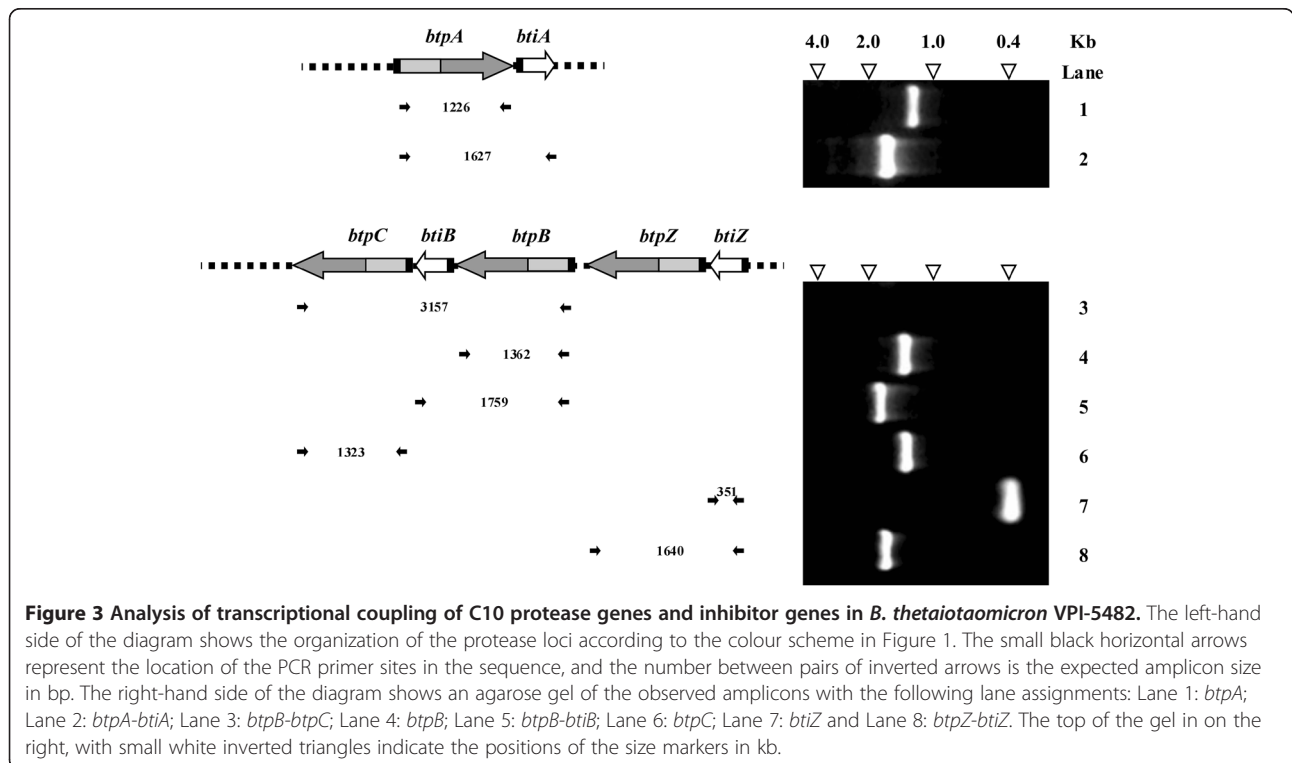 btpA btiA
4.0 2.0 1.0 0.4 Kb
Lane
1226
1
1627
2
btpC btiB btpB btpZ btiZ
3157
3
1362
4
1759
5
1323
6
351
7
1640
8
Figure 3 Analysis of transcriptional coupling of C10 protease genes and inhibitor genes in B. thetaiotaomicron VPI-5482. The left-hand
side of the diagram shows the organization of the protease loci according to the colour scheme in Figure 1. The small black horizontal arrows
represent the location of the PCR primer sites in the sequence, and the number between pairs of inverted arrows is the expected amplicon size
in bp. The right-hand side of the diagram shows an agarose gel of the observed amplicons with the following lane assignments: Lane 1: btpA;
Lane 2: btpA-btiA; Lane 3: btpB-btpC; Lane 4: btpB; Lane 5: btpB-btiB; Lane 6: btpC; Lane 7: btiZ and Lane 8: btpZ-btiZ. The top of the gel in on the
right, with small white inverted triangles indicate the positions of the size markers in kb.